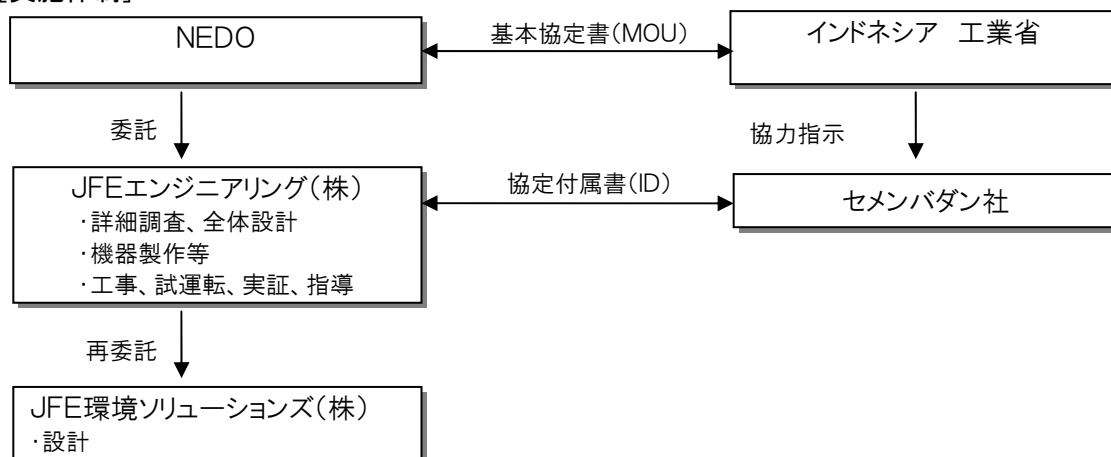 NEDO
基本協定書(MOU)
インドネシア 工業省
委託
協力指示
JFEエンジニアリング(株)
・詳細調査、全体設計
・機器製作等
・工事、試運転、実証、指導
協定付属書(ID)
セメンバダン社
再委託
JFE環境ソリューションズ(株)
・設計